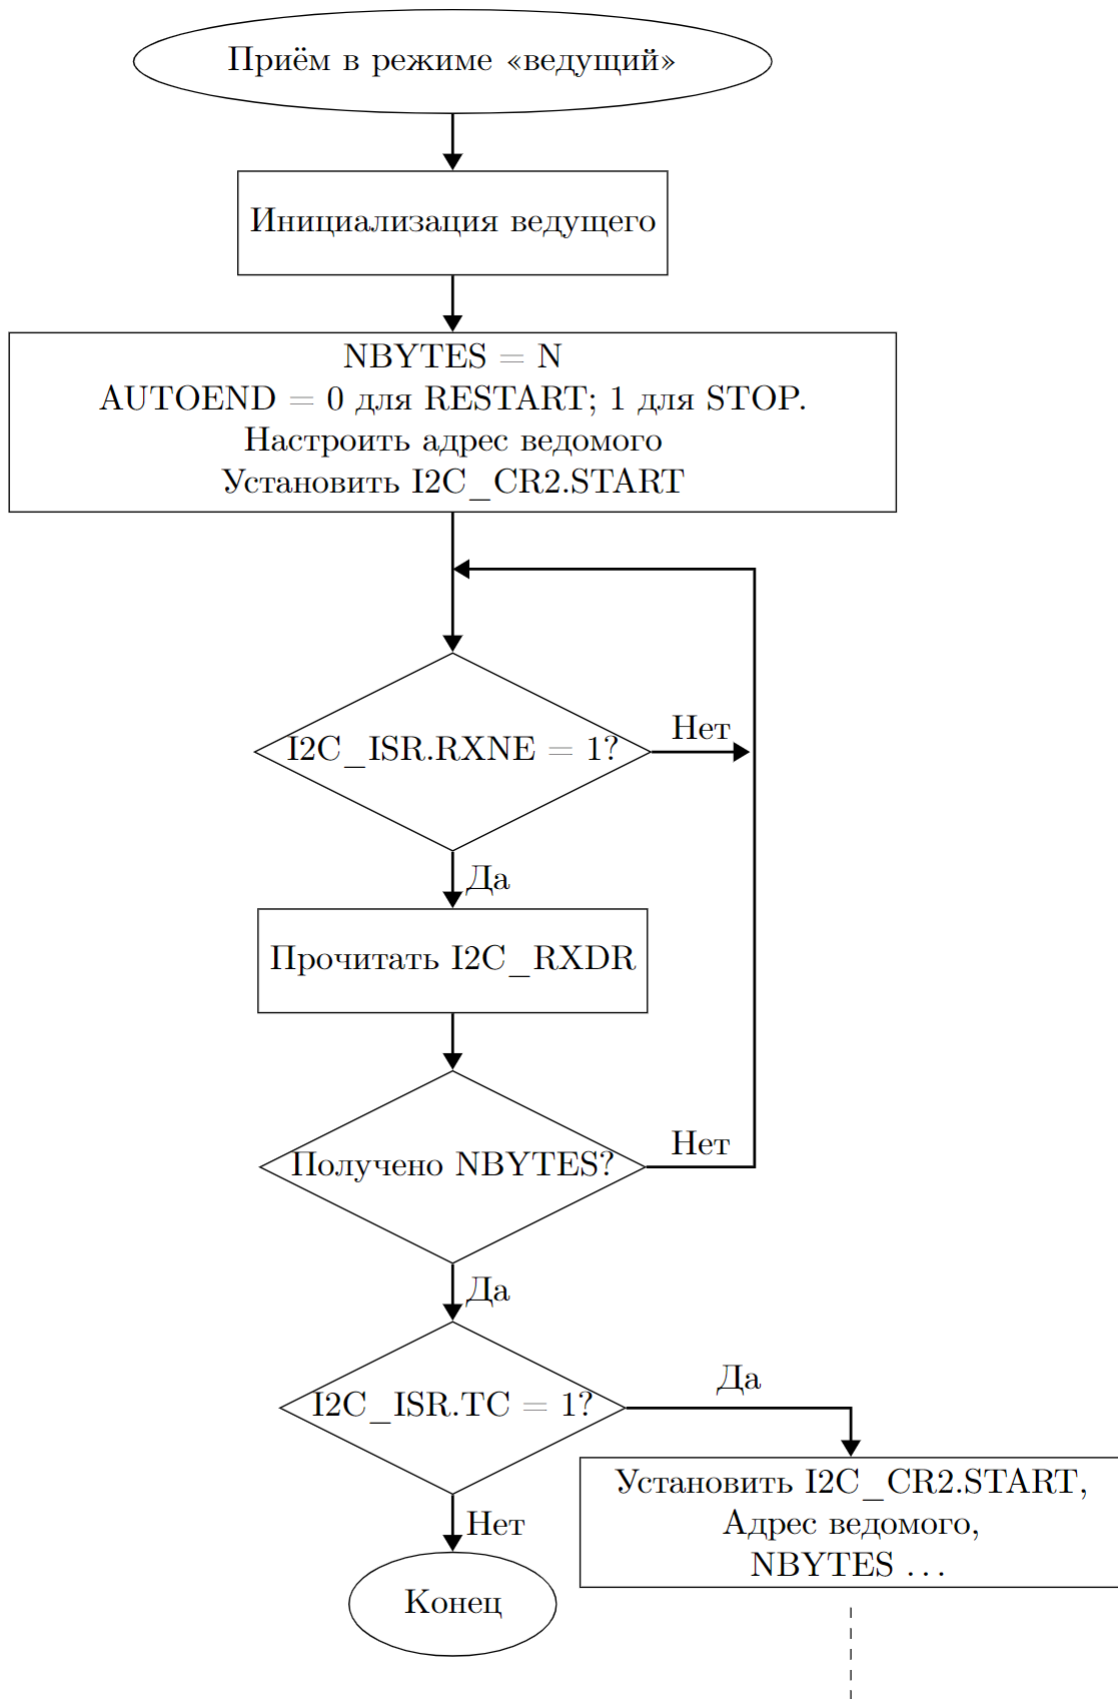 Приём в режиме «ведущий»
Инициализация ведущего
NBYTES = N
AUTOEND = 0 для RESTART; 1 для STOP.
Настроить адрес ведомого
Установить I2C_CR2.START
I2C_ISR.RXNE = 1?
Нет
Да
Прочитать I2C_RXDR
Получено NBYTES?
Нет
Да
I2C_ISR.TC = 1?
Да
Установить I2C_CR2.START,
Адрес ведомого,
NBYTES ...
Нет
Конец